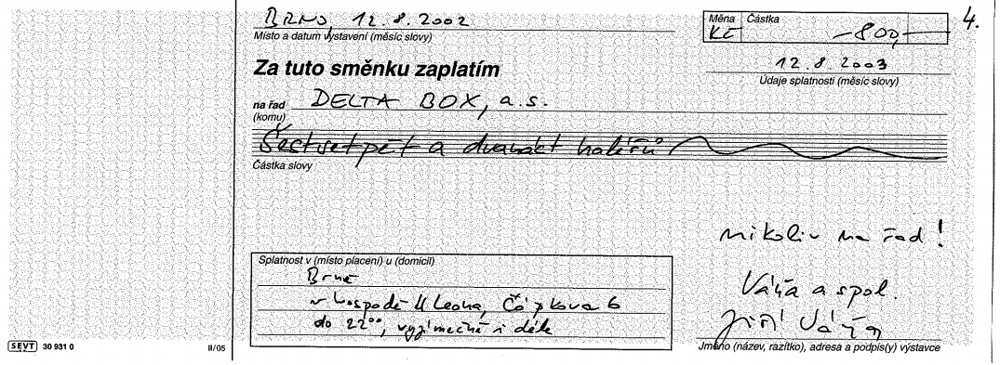 BRNO, 12. 8. 2002
Místo a datum vystavení (měsíc slovy)
Měna Částka
KČ -800,-
4.
Za tuto směnku zaplatím
12. 8. 2003
Údaje splatnosti (měsíc slovy)
na řad DELTA BOX, a.s.
(komu)
Šestsetpět a dvanáct haléřů
Částka slovy
nikoliv na řad!
Splatnost v (místo placení) u (domicil)
Brně
v hospodě U Leona, Čápkova 6
do 22⁰⁰, vyjímečně i déle
Váňa a spol.
Jiří Váňa
Jméno (název, razítko), adresa a podpis(y) výstavce
SEVT 30 931 0
II/05